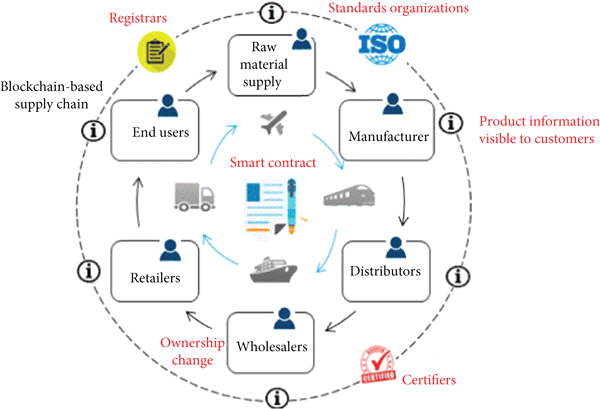 Registrars
Standards organizations
ISO
Raw
material
supply
Blockchain-based
supply chain
End users
Manufacturer
Product information
visible to customers
Smart contract
Retailers
Distributors
Ownership
change
Wholesalers
CERTIFIED
Certifiers
i
i
i
i
i
i